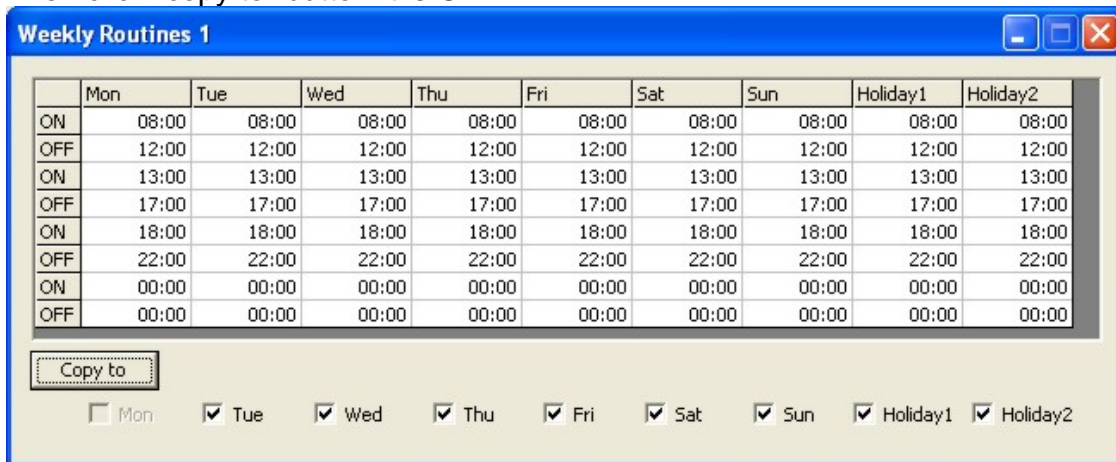 Weekly Routines 1
Mon Tue Wed Thu Fri Sat Sun Holiday1 Holiday2
ON 08:00 08:00 08:00 08:00 08:00 08:00 08:00 08:00 08:00
OFF 12:00 12:00 12:00 12:00 12:00 12:00 12:00 12:00 12:00
ON 13:00 13:00 13:00 13:00 13:00 13:00 13:00 13:00 13:00
OFF 17:00 17:00 17:00 17:00 17:00 17:00 17:00 17:00 17:00
ON 18:00 18:00 18:00 18:00 18:00 18:00 18:00 18:00 18:00
OFF 22:00 22:00 22:00 22:00 22:00 22:00 22:00 22:00 22:00
ON 00:00 00:00 00:00 00:00 00:00 00:00 00:00 00:00 00:00
OFF 00:00 00:00 00:00 00:00 00:00 00:00 00:00 00:00 00:00
Copy to
Mon Tue Wed Thu Fri Sat Sun Holiday1 Holiday2